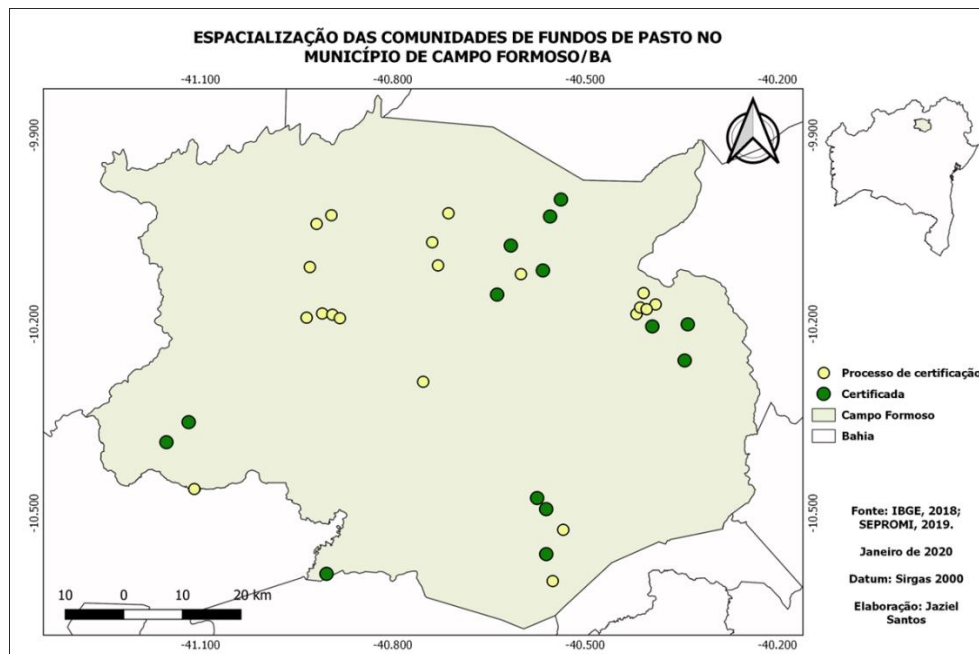 ESPACIALIZAÇÃO DAS COMUNIDADES DE FUNDOS DE PASTO NO
MUNICÍPIO DE CAMPO FORMOSO/BA
-41.100 -40.800 -40.500 -40.200
-9.900 -9.900
-10.200 -10.200
-10.500 -10.500
Processo de certificação
Certificada
Campo Formoso
Bahia
Fonte: IBGE, 2018;
SEPROMI, 2019.
Janeiro de 2020
Datum: Sirgas 2000
Elaboração: Jaziel
Santos
10 0 10 20 km
-41.100 -40.800 -40.500 -40.200